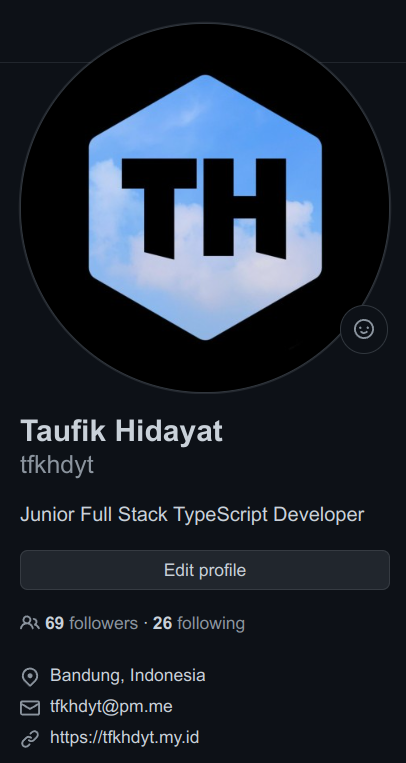 TH
Taufik Hidayat
tfkhdyt
Junior Full Stack TypeScript Developer
Edit profile
69 followers · 26 following
Bandung, Indonesia
tfkhdyt@pm.me
https://tfkhdyt.my.id